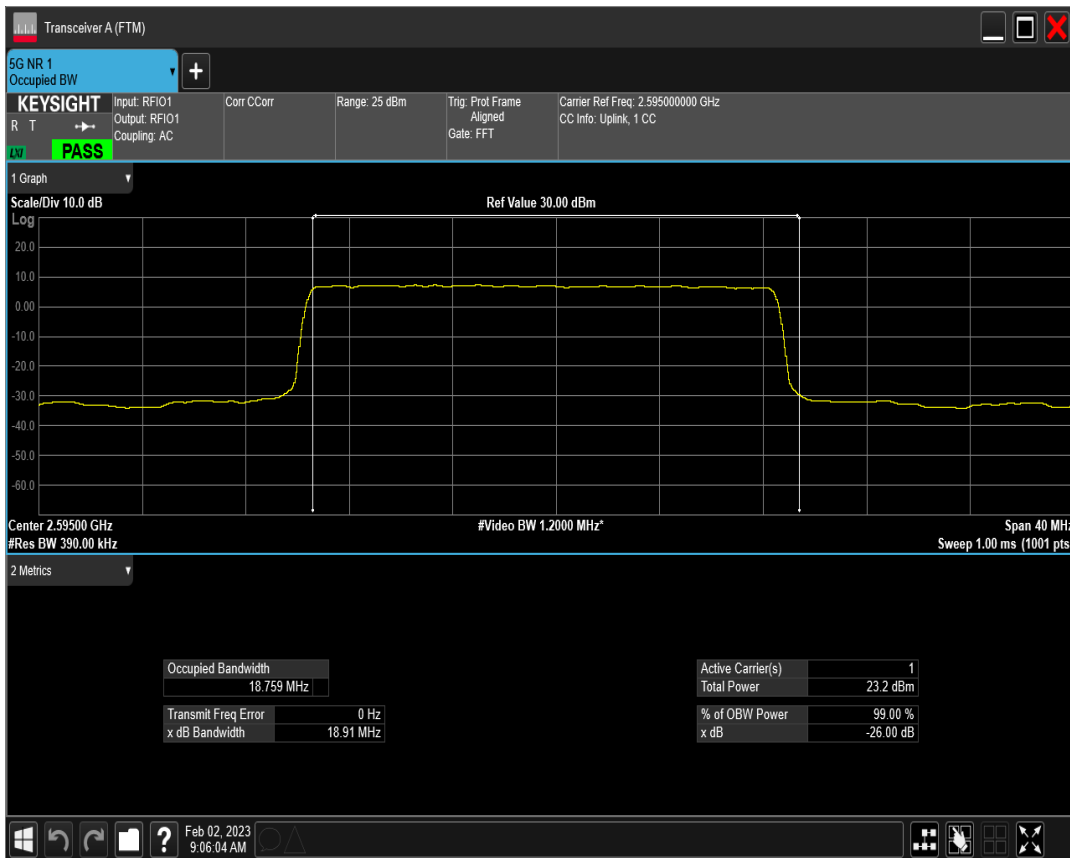 Transceiver A (FTM)
5G NR 1
Occupied BW
+
KEYSIGHT
R T
LXI
PASS
Input: RFIO1
Output: RFIO1
Coupling: AC
Corr CCorr
Range: 25 dBm
Trig: Prot Frame
Aligned
Gate: FFT
Carrier Ref Freq: 2.595000000 GHz
CC Info: Uplink, 1 CC
1 Graph
Scale/Div 10.0 dB
Ref Value 30.00 dBm
Log
20.0
10.0
0.00
-10.0
-20.0
-30.0
-40.0
-50.0
-60.0
Center 2.59500 GHz
#Video BW 1.2000 MHz*
Span 40 MHz
#Res BW 390.00 kHz
Sweep 1.00 ms (1001 pts
2 Metrics
Occupied Bandwidth
18.759 MHz
Transmit Freq Error 0 Hz
x dB Bandwidth 18.91 MHz
Active Carrier(s) 1
Total Power 23.2 dBm
% of OBW Power 99.00 %
x dB -26.00 dB
?
Feb 02, 2023
9:06:04 AM